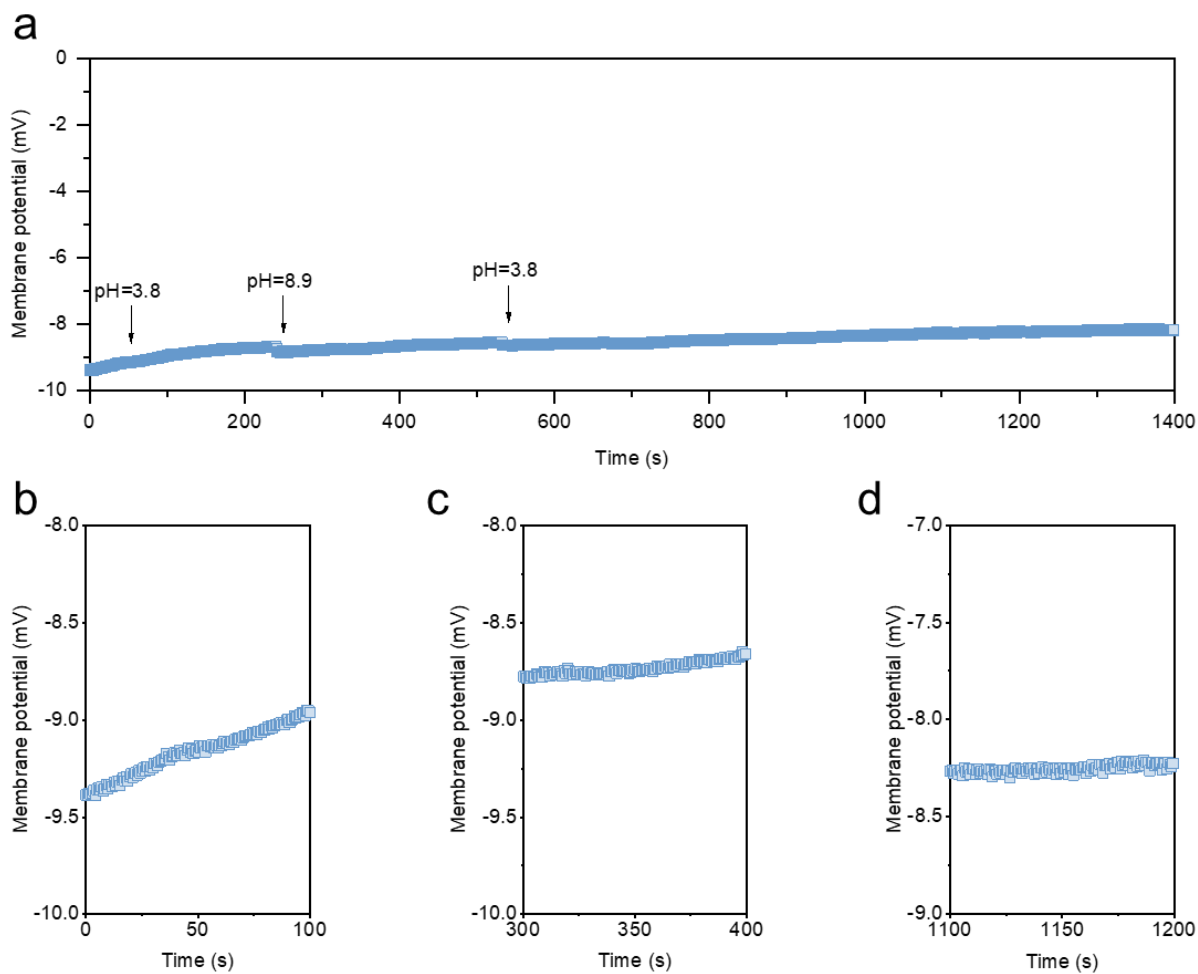 a
Membrane potential (mV)
0
-2
-4
-6
-8
-10
pH=3.8
pH=8.9
pH=3.8
0 200 400 600 800 1000 1200 1400
Time (s)
b
Membrane potential (mV)
-8.0
-8.5
-9.0
-9.5
-10.0
0 50 100
Time (s)
c
Membrane potential (mV)
-8.0
-8.5
-9.0
-9.5
-10.0
300 350 400
Time (s)
d
Membrane potential (mV)
-7.0
-7.5
-8.0
-8.5
-9.0
1100 1150 1200
Time (s)